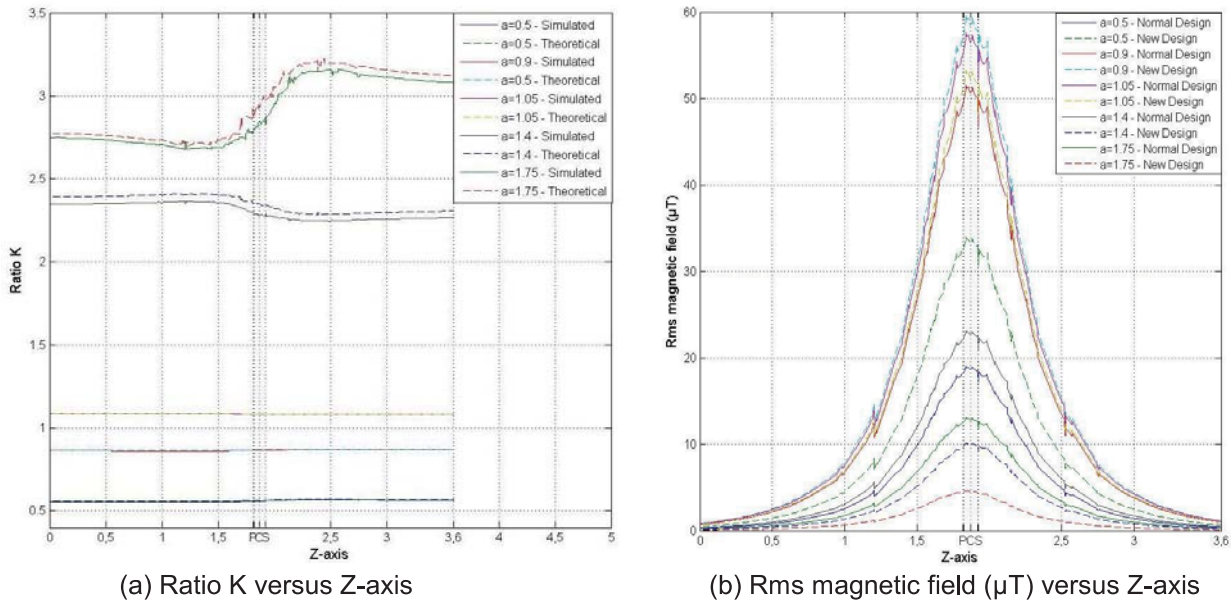 3.5
3
2.5
2
1.5
1
0.5
Ratio K
0
0,5
1
1,5
PCS
2,5
3
3,6
4
4,5
5
Z-axis
a=0.5 - Simulated
a=0.5 - Theoretical
a=0.9 - Simulated
a=0.5 - Theoretical
a=1.05 - Simulated
a=1.05 - Theoretical
a=1.4 - Simulated
a=1.4 - Theoretical
a=1.75 - Simulated
a=1.75 - Theoretical
(a) Ratio K versus Z-axis
60
50
40
30
20
10
0
Rms magnetic field (µT)
0
0,5
1
1,5
PCS
2,5
3
3,6
Z-axis
a=0.5 - Normal Design
a=0.5 - New Design
a=0.9 - Normal Design
a=0.9 - New Design
a=1.05 - Normal Design
a=1.05 - New Design
a=1.4 - Normal Design
a=1.4 - New Design
a=1.75 - Normal Design
a=1.75 - New Design
(b) Rms magnetic field (µT) versus Z-axis